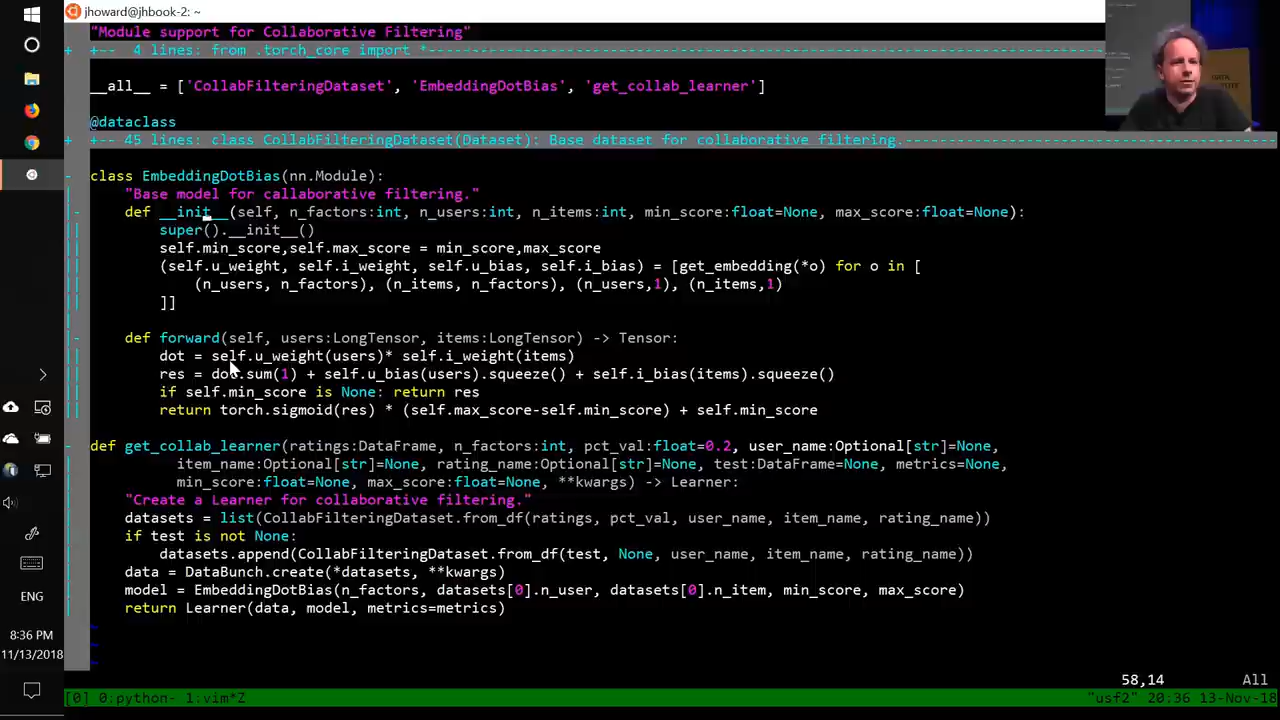 jhoward@jhbook-2: ~
"Module support for Collaborative Filtering"
+ +-- 4 lines: from .torch_core import *
__all__ = ['CollabFilteringDataset', 'EmbeddingDotBias', 'get_collab_learner']
@dataclass
+ +-- 45 lines: class CollabFilteringDataset(Dataset): Base dataset for collaborative filtering.
class EmbeddingDotBias(nn.Module):
"Base model for callaborative filtering."
def __init__(self, n_factors:int, n_users:int, n_items:int, min_score:float=None, max_score:float=None):
super().__init__()
self.min_score,self.max_score = min_score,max_score
(self.u_weight, self.i_weight, self.u_bias, self.i_bias) = [get_embedding(*o) for o in [
(n_users, n_factors), (n_items, n_factors), (n_users,1), (n_items,1)
]]
def forward(self, users:LongTensor, items:LongTensor) -> Tensor:
dot = self.u_weight(users)* self.i_weight(items)
res = dot.sum(1) + self.u_bias(users).squeeze() + self.i_bias(items).squeeze()
if self.min_score is None: return res
return torch.sigmoid(res) * (self.max_score-self.min_score) + self.min_score
def get_collab_learner(ratings:DataFrame, n_factors:int, pct_val:float=0.2, user_name:Optional[str]=None,
item_name:Optional[str]=None, rating_name:Optional[str]=None, test:DataFrame=None, metrics=None,
min_score:float=None, max_score:float=None, **kwargs) -> Learner:
"Create a Learner for collaborative filtering."
datasets = list(CollabFilteringDataset.from_df(ratings, pct_val, user_name, item_name, rating_name))
if test is not None:
datasets.append(CollabFilteringDataset.from_df(test, None, user_name, item_name, rating_name))
data = DataBunch.create(*datasets, **kwargs)
model = EmbeddingDotBias(n_factors, datasets[0].n_user, datasets[0].n_item, min_score, max_score)
return Learner(data, model, metrics=metrics)
ENG
8:36 PM
11/13/2018
58,14 All
[0] 0:python- 1:vim*Z "usf2" 20:36 13-Nov-18